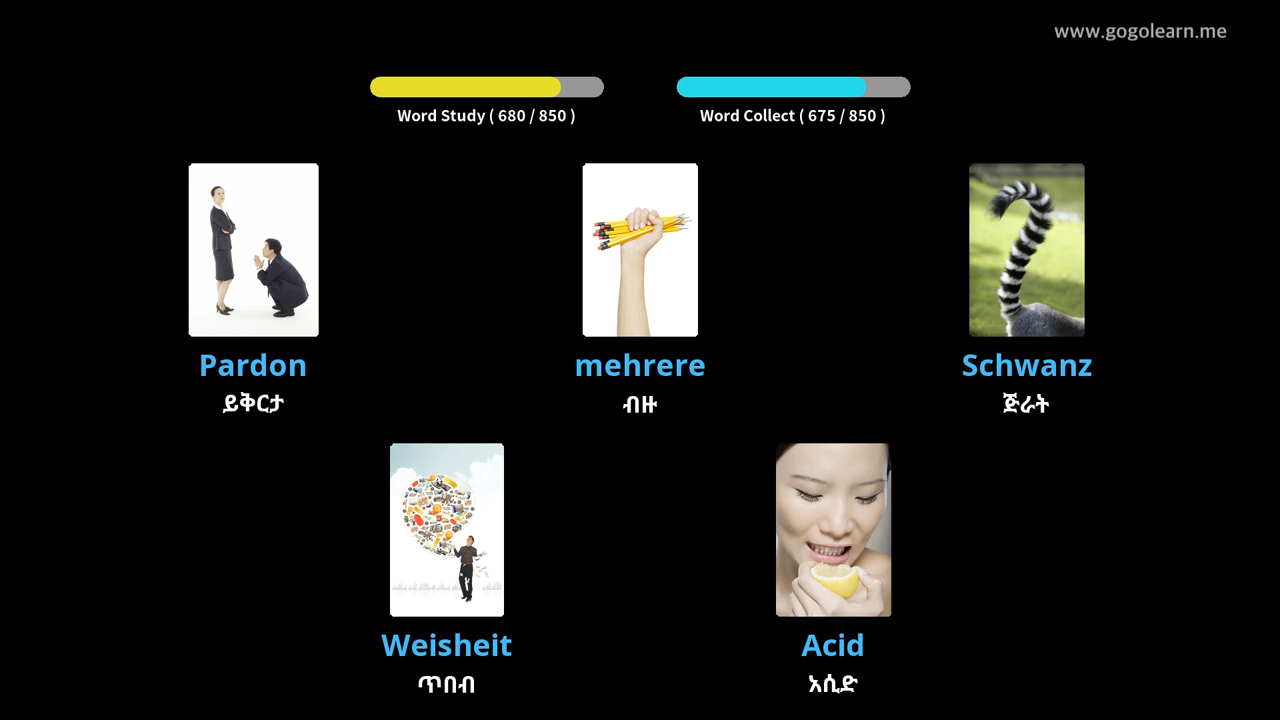 www.gogolearn.me
Word Study ( 680 / 850 )
Word Collect ( 675 / 850 )
Pardon
ይቅርታ
mehrere
ብዙ
Schwanz
ጅራት
Weisheit
ጥበብ
Acid
አሲድ